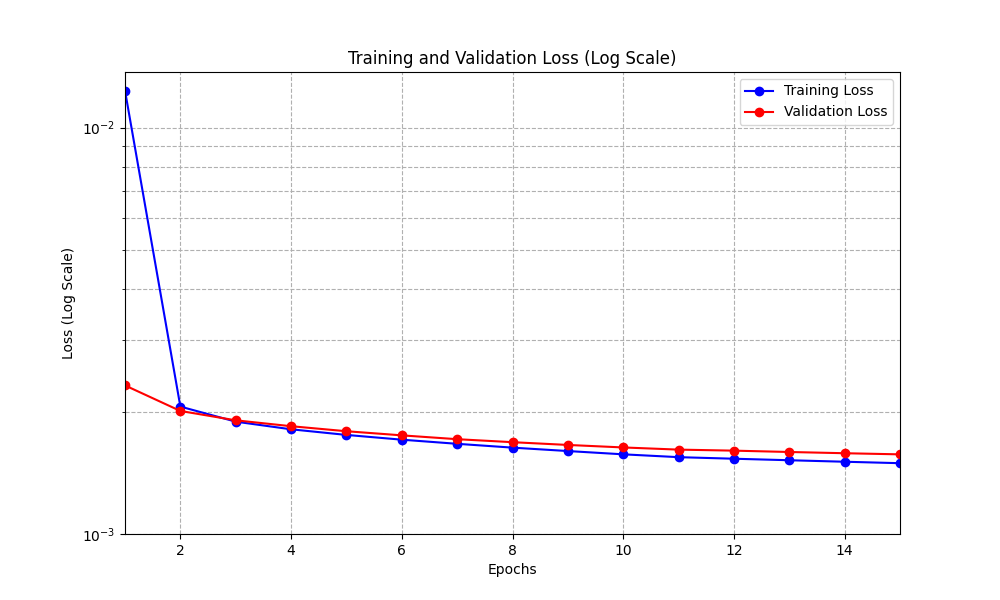 Training and Validation Loss (Log Scale)
Training Loss
Validation Loss
10⁻²
10⁻³
Loss (Log Scale)
2 4 6 8 10 12 14
Epochs